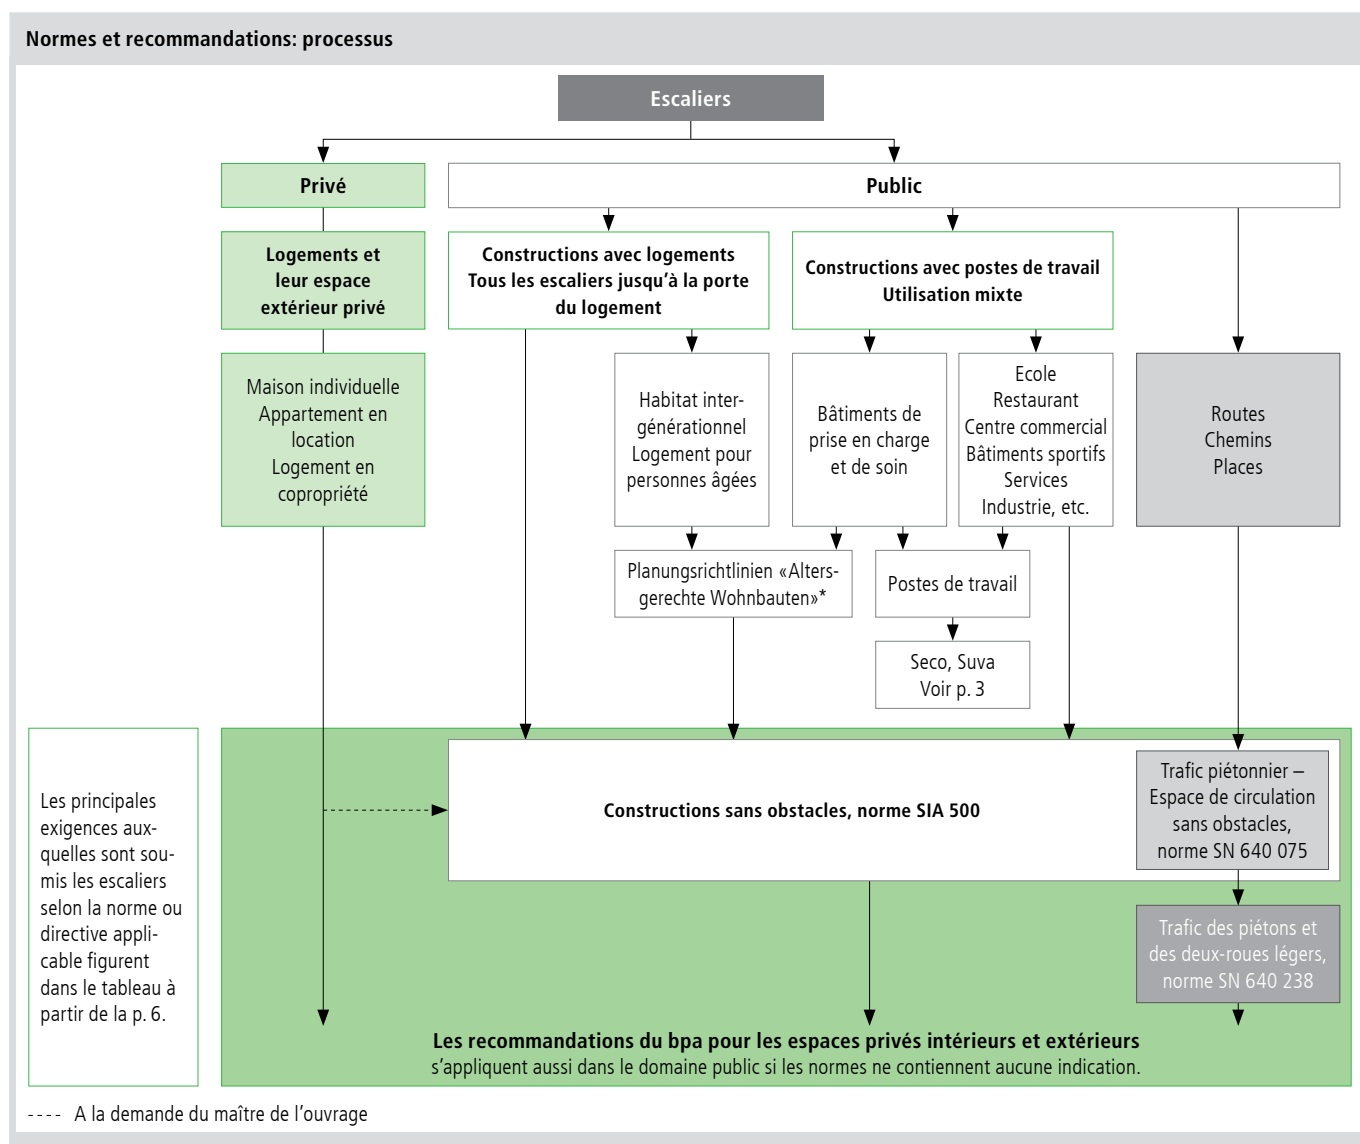 Normes et recommandations: processus
Escaliers
Privé
Public
Logements et
leur espace
extérieur privé
Constructions avec logements
Tous les escaliers jusqu'à la porte
du logement
Constructions avec postes de travail
Utilisation mixte
Maison individuelle
Appartement en
location
Logement en
copropriété
Habitat inter-
générationnel
Logement pour
personnes âgées
Bâtiments de
prise en charge
et de soin
Ecole
Restaurant
Centre commercial
Bâtiments sportifs
Services
Industrie, etc.
Routes
Chemins
Places
Planungsrichtlinien «Alters-
gerechte Wohnbauten»*
Postes de travail
Seco, Suva
Voir p. 3
Les principales
exigences aux-
quelles sont sou-
mis les escaliers
selon la norme ou
directive appli-
cable figurent
dans le tableau à
partir de la p. 6.
Constructions sans obstacles, norme SIA 500
Trafic piétonnier –
Espace de circulation
sans obstacles,
norme SN 640 075
Trafic des piétons et
des deux-roues légers,
norme SN 640 238
Les recommandations du bpa pour les espaces privés intérieurs et extérieurs
s'appliquent aussi dans le domaine public si les normes ne contiennent aucune indication.
---- A la demande du maître de l'ouvrage